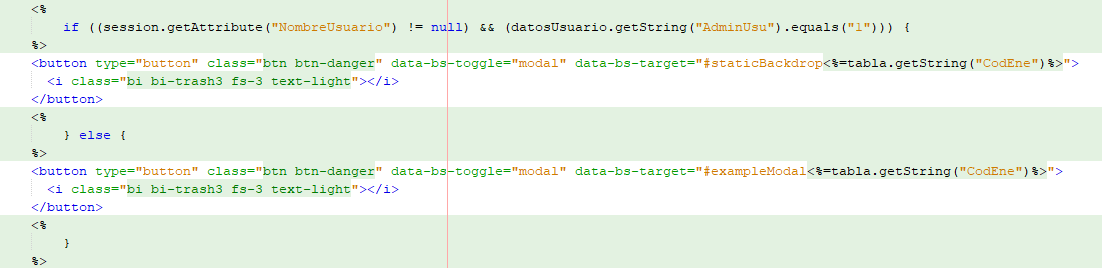 <%
if ((session.getAttribute("NombreUsuario") != null) && (datosUsuario.getString("AdminUsu").equals("1"))) {
%>
<button type="button" class="btn btn-danger" data-bs-toggle="modal" data-bs-target="#staticBackdrop<%=tabla.getString("CodEne")%>">
<i class="bi bi-trash3 fs-3 text-light"></i>
</button>
<%
} else {
%>
<button type="button" class="btn btn-danger" data-bs-toggle="modal" data-bs-target="#exampleModal<%=tabla.getString("CodEne")%>">
<i class="bi bi-trash3 fs-3 text-light"></i>
</button>
<%
}
%>